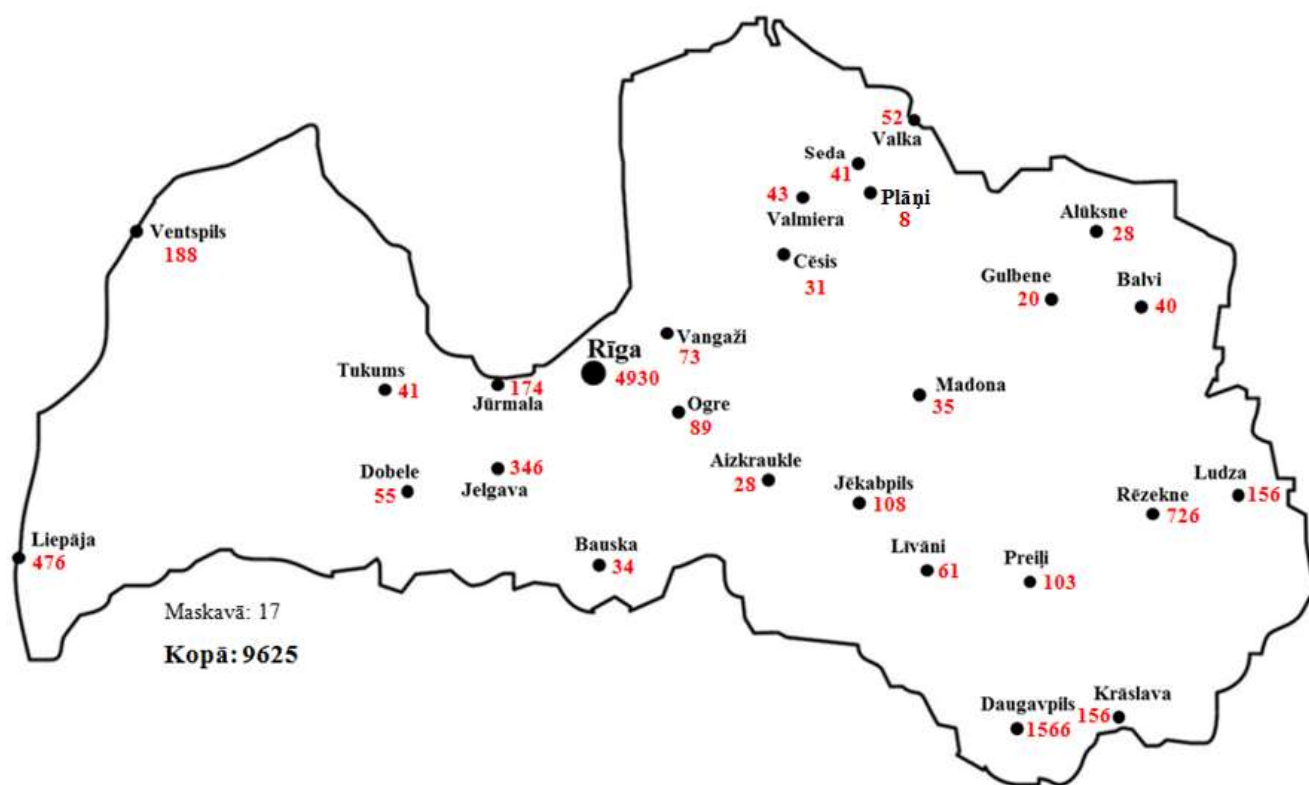 52
Valka
Seda
41
43
Valmiera
Plāņi
8
Alūksne
28
Ventspils
188
Cēsis
31
Gulbene
20
Balvi
40
Vangaži
73
Rīga
4930
Tukums
41
174
Jūrmala
Madona
35
Ogre
89
346
Jelgava
Dobele
55
Aizkraukle
28
Jēkabpils
108
Ludza
156
Rēzekne
726
Liepāja
476
Bauska
34
Līvāni
61
Preiļi
103
Maskavā: 17
Kopā: 9625
Daugavpils
1566
Krāslava
156